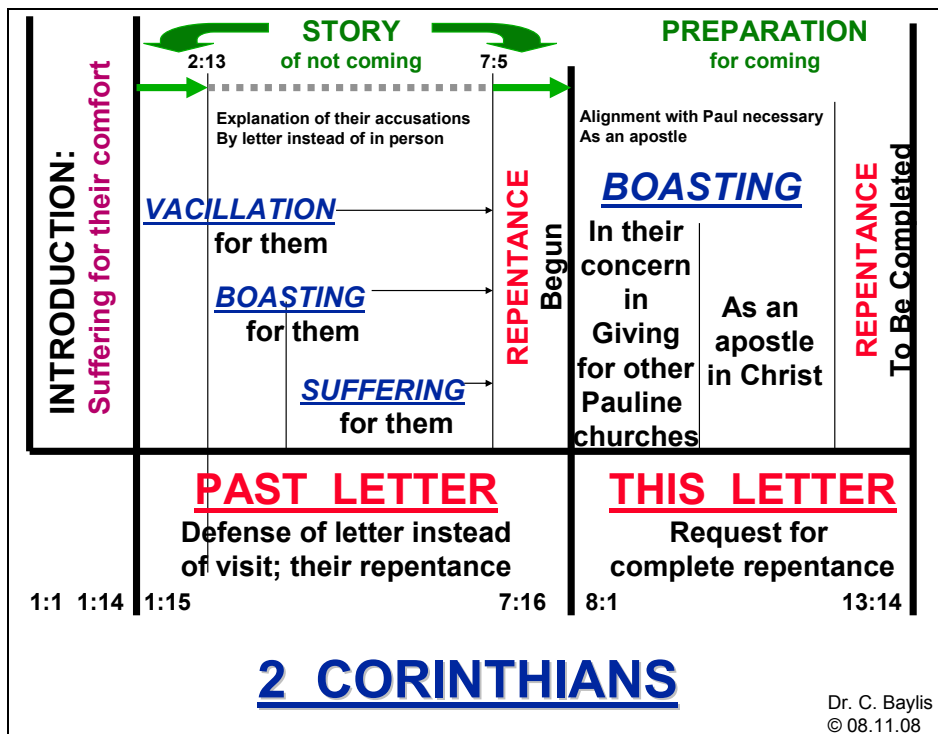 STORY
of not coming
2:13
7:5
PREPARATION
for coming
INTRODUCTION:
Suffering for their comfort
Explanation of their accusations
By letter instead of in person
VACILLATION
for them
BOASTING
for them
SUFFERING
for them
REPENTANCE
Begun
Alignment with Paul necessary
As an apostle
BOASTING
In their
concern
in
Giving
for other
Pauline
churches
As an
apostle
in Christ
REPENTANCE
To Be Completed
PAST LETTER
Defense of letter instead
of visit; their repentance
THIS LETTER
Request for
complete repentance
1:1 1:14 1:15 7:16 8:1 13:14
2 CORINTHIANS
Dr. C. Baylis
© 08.11.08